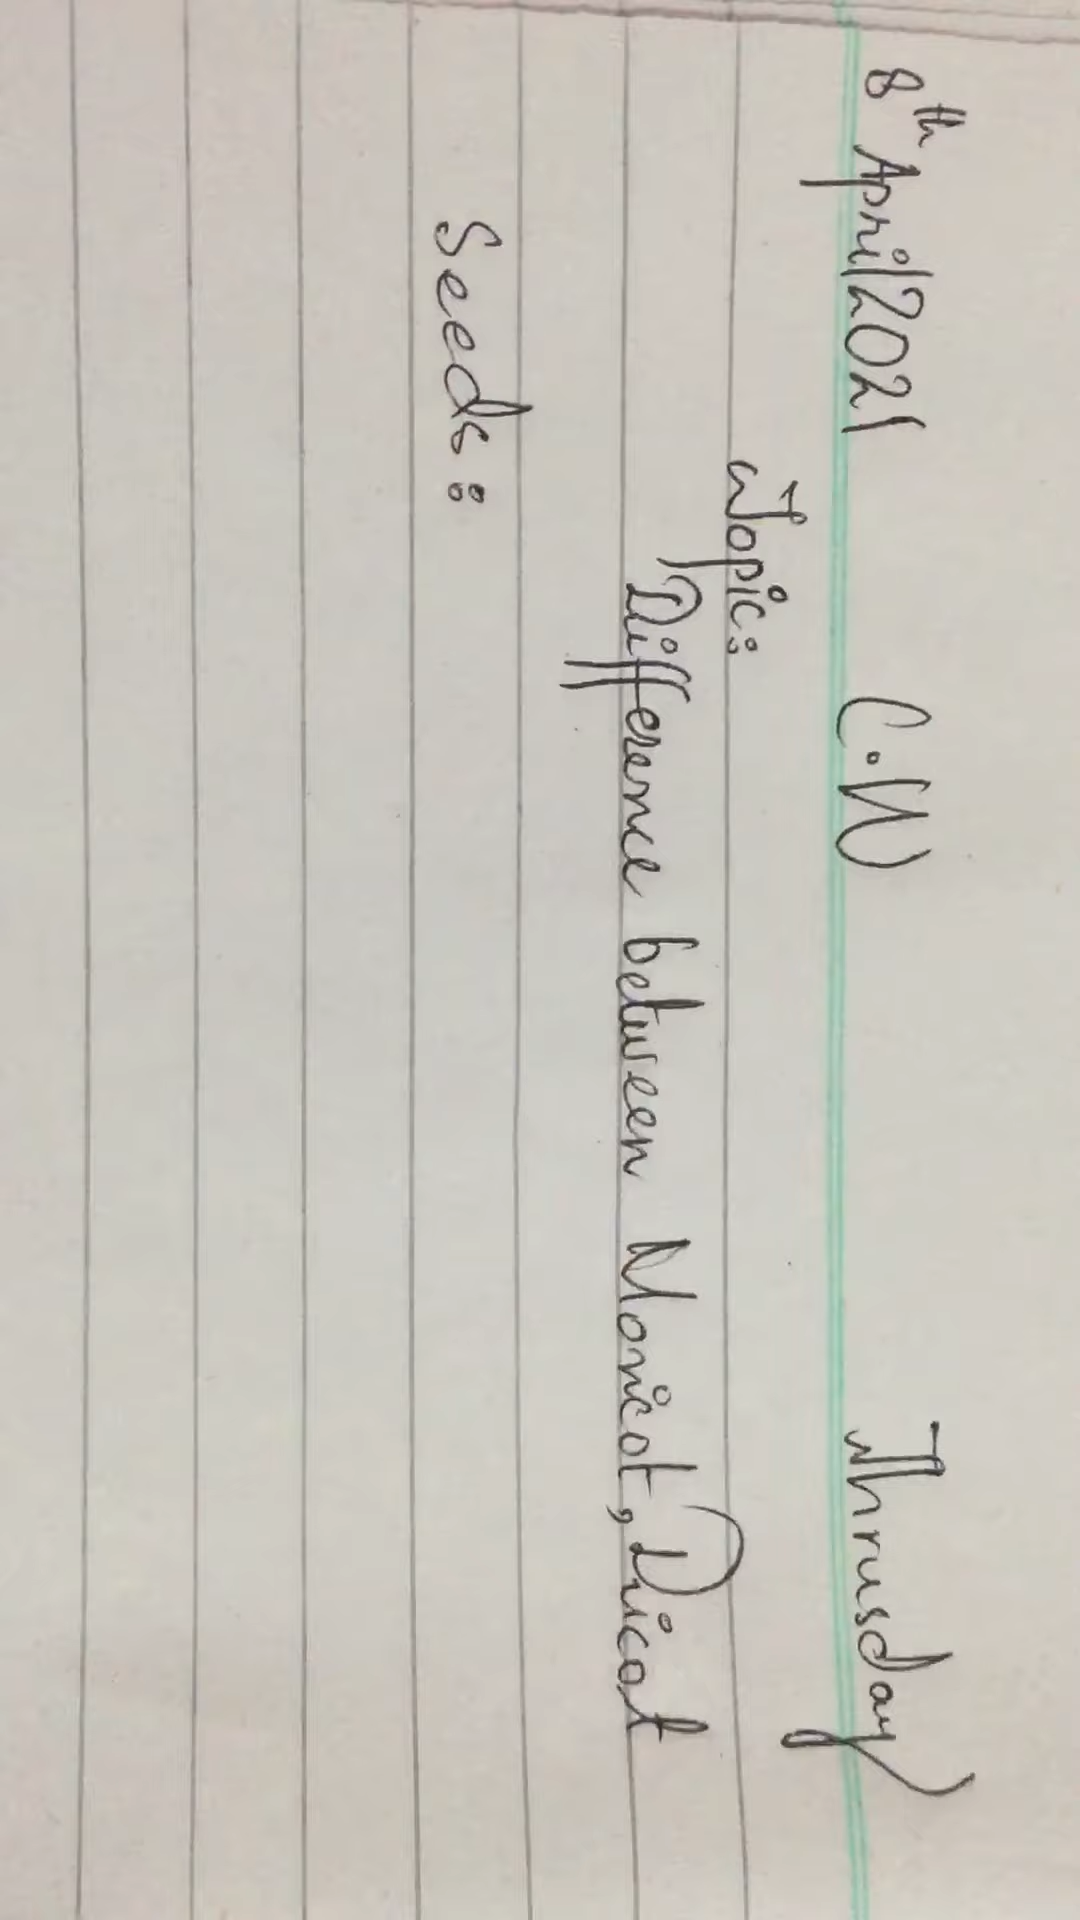 8th April/2021 C.W Thrusday
Topic:
Difference between Monicot, Dicot
Seeds: